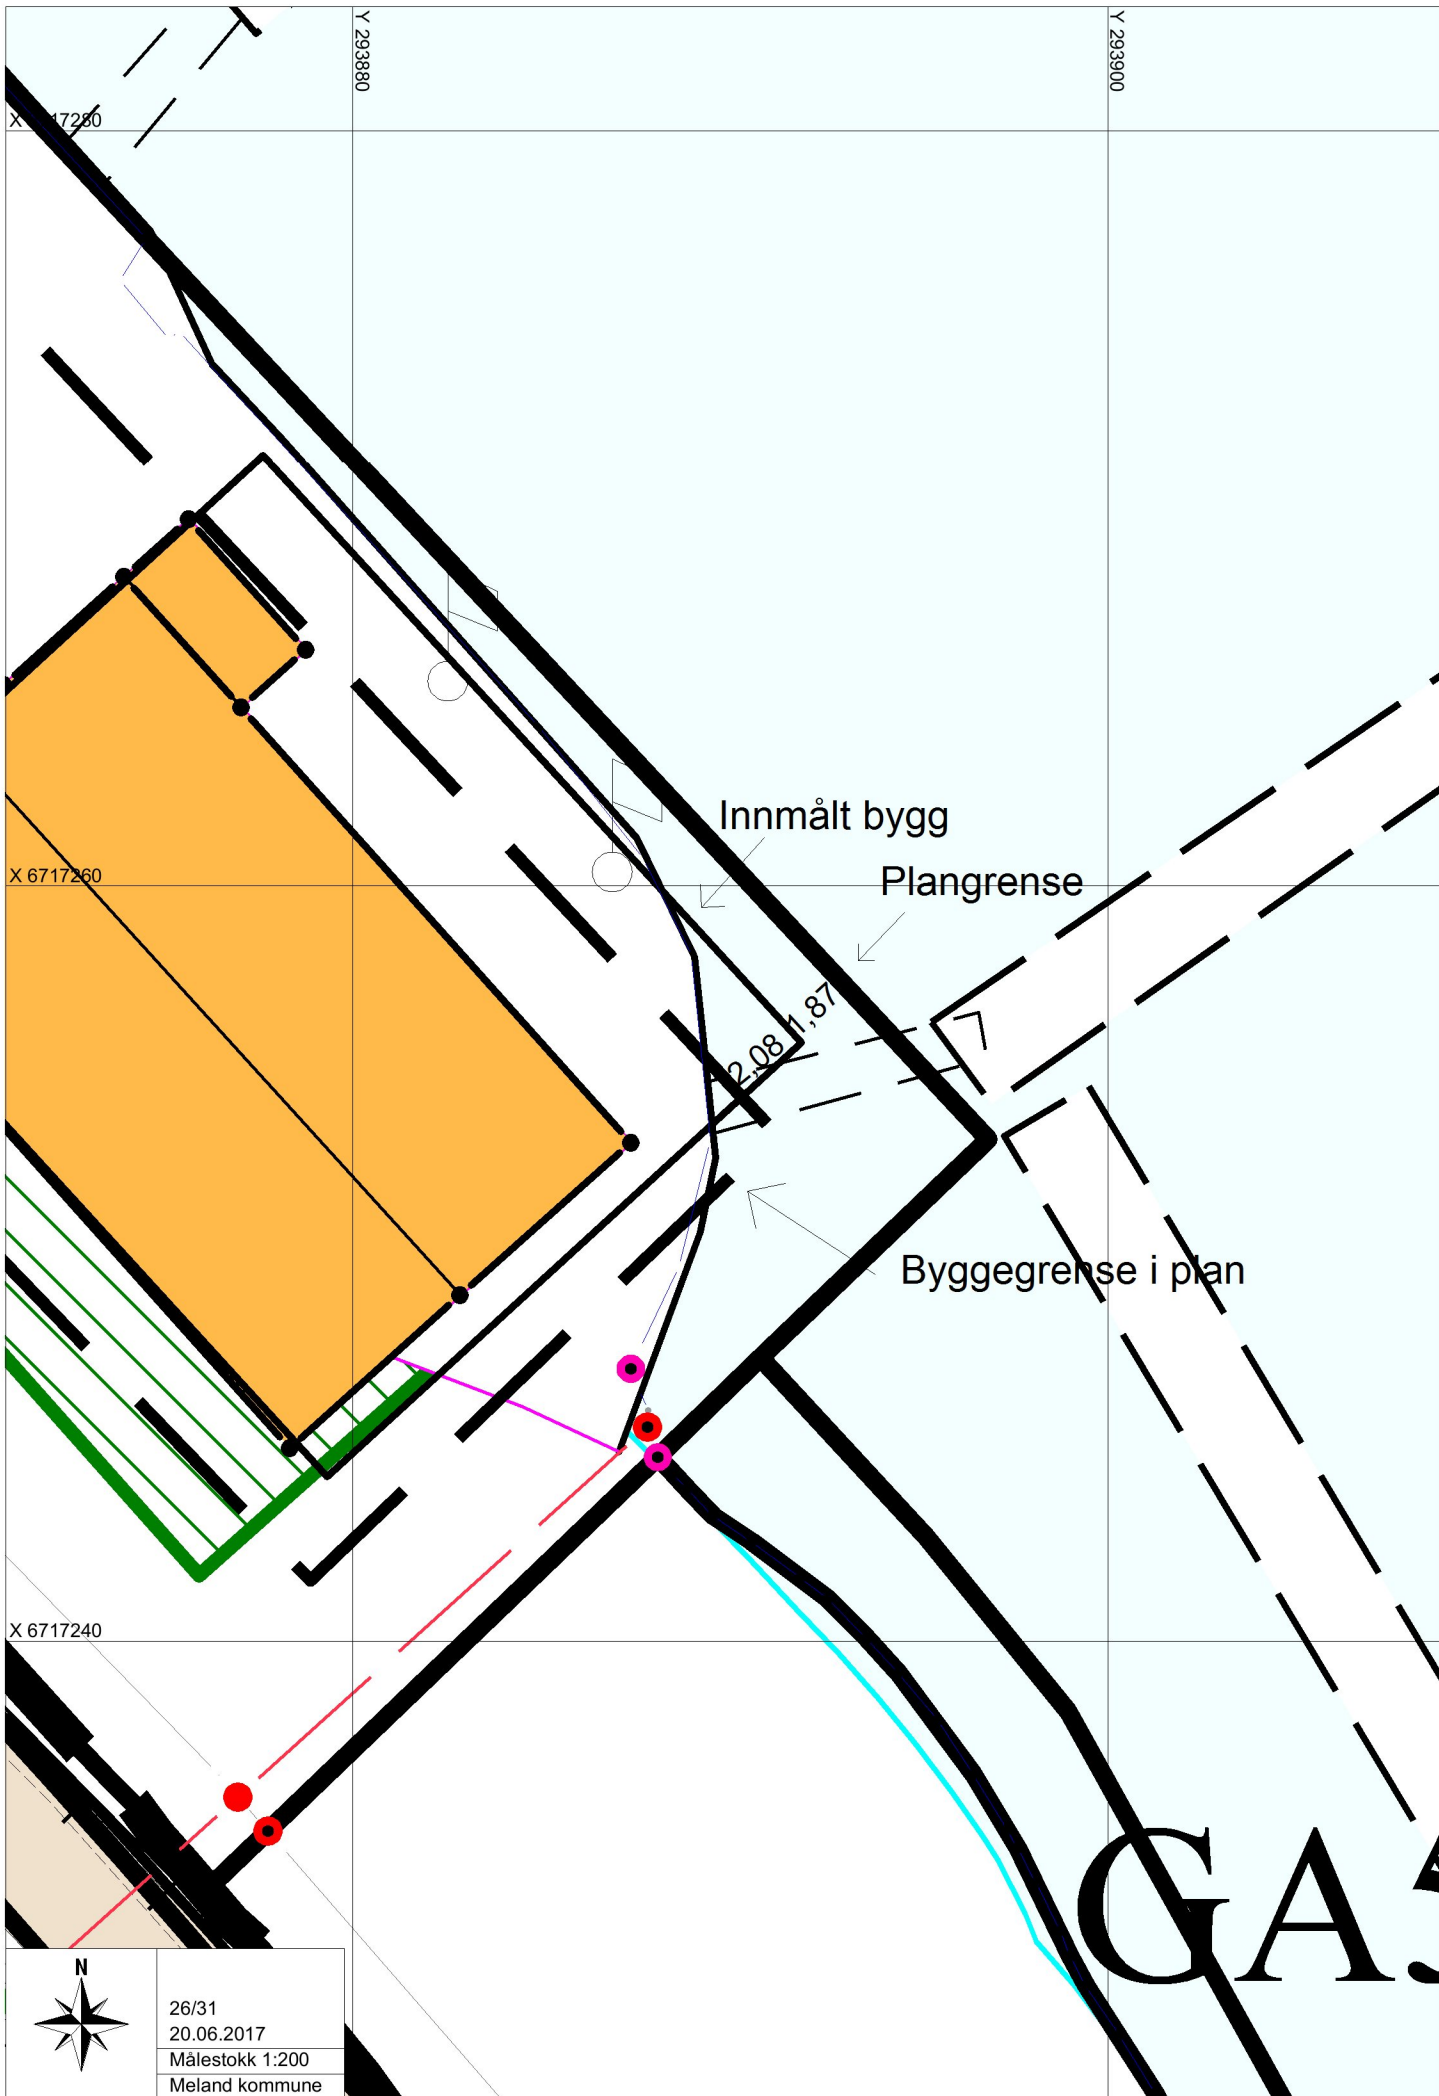 Y 293880
Y 293900
17280
Innmålt bygg
X 6717260
Plangrense
1,87
2,08
Byggegrense i plan
X 6717240
GA
N
26/31
20.06.2017
Målestokk 1:200
Meland kommune